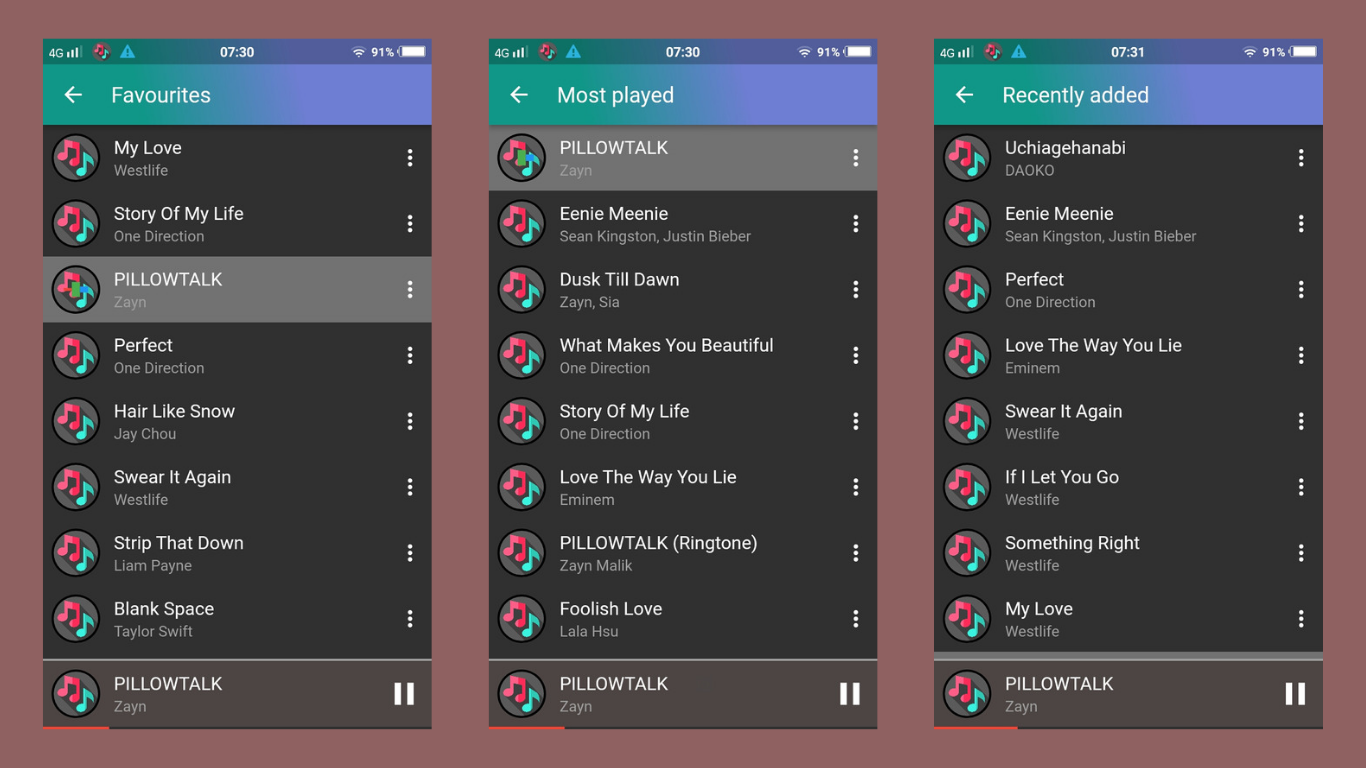 4G 07:30 91%
Favourites
My Love
Westlife
Story Of My Life
One Direction
PILLOWTALK
Zayn
Perfect
One Direction
Hair Like Snow
Jay Chou
Swear It Again
Westlife
Strip That Down
Liam Payne
Blank Space
Taylor Swift
PILLOWTALK
Zayn
4G 07:30 91%
Most played
PILLOWTALK
Zayn
Eenie Meenie
Sean Kingston, Justin Bieber
Dusk Till Dawn
Zayn, Sia
What Makes You Beautiful
One Direction
Story Of My Life
One Direction
Love The Way You Lie
Eminem
PILLOWTALK (Ringtone)
Zayn Malik
Foolish Love
Lala Hsu
PILLOWTALK
Zayn
4G 07:31 91%
Recently added
Uchiagehanabi
DAOKO
Eenie Meenie
Sean Kingston, Justin Bieber
Perfect
One Direction
Love The Way You Lie
Eminem
Swear It Again
Westlife
If I Let You Go
Westlife
Something Right
Westlife
My Love
Westlife
PILLOWTALK
Zayn